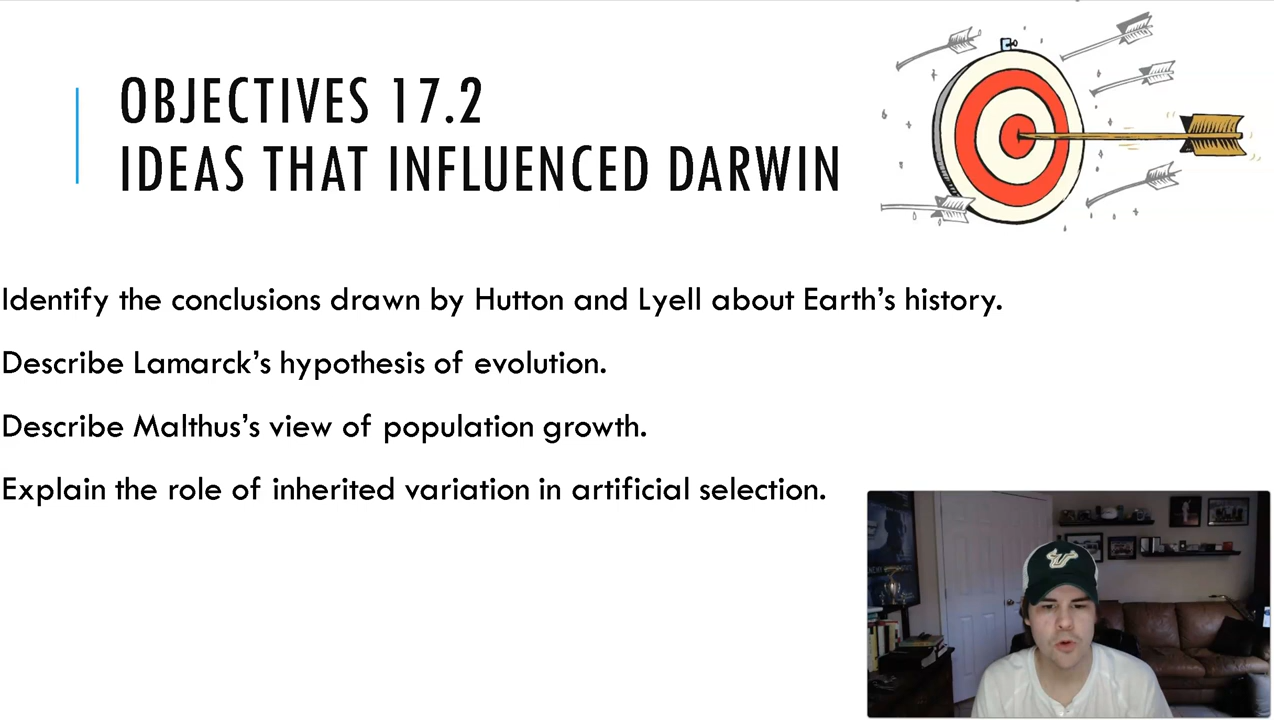 OBJECTIVES 17.2
IDEAS THAT INFLUENCED DARWIN
Identify the conclusions drawn by Hutton and Lyell about Earth’s history.
Describe Lamarck’s hypothesis of evolution.
Describe Malthus’s view of population growth.
Explain the role of inherited variation in artificial selection.